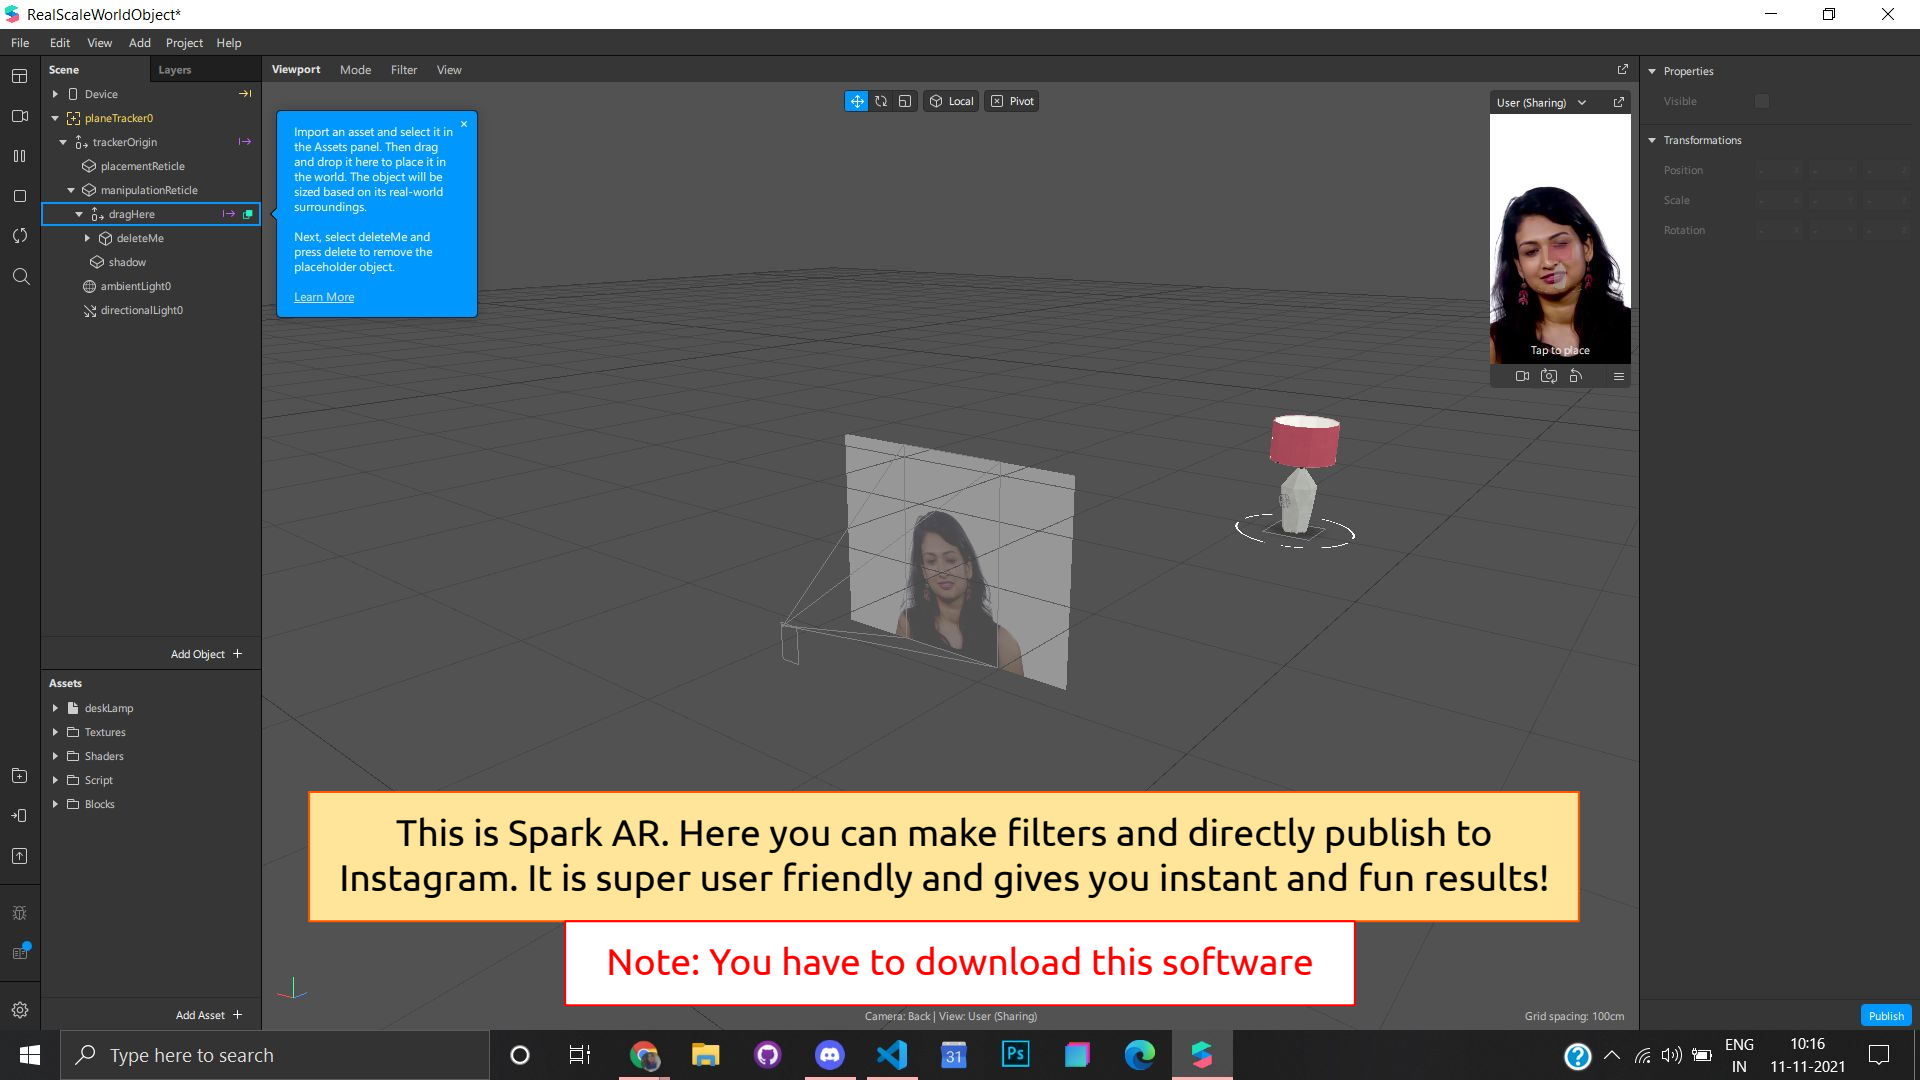 RealScaleWorldObject*
File Edit View Add Project Help
Scene Layers
Device
planeTracker0
trackerOrigin
placementReticle
manipulationReticle
dragHere
deleteMe
shadow
ambientLight0
directionalLight0
Add Object +
Assets
deskLamp
Textures
Shaders
Script
Blocks
Add Asset +
Viewport Mode Filter View
Local Pivot
Import an asset and select it in
the Assets panel. Then drag
and drop it here to place it in
the world. The object will be
sized based on its real-world
surroundings.
Next, select deleteMe and
press delete to remove the
placeholder object.
Learn More
User (Sharing)
Tap to place
This is Spark AR. Here you can make filters and directly publish to
Instagram. It is super user friendly and gives you instant and fun results!
Note: You have to download this software
Camera: Back | View: User (Sharing)
Grid spacing: 100cm
Properties
Visible
Transformations
Position
Scale
Rotation
Publish
Type here to search
31
Ps
ENG
IN
10:16
11-11-2021